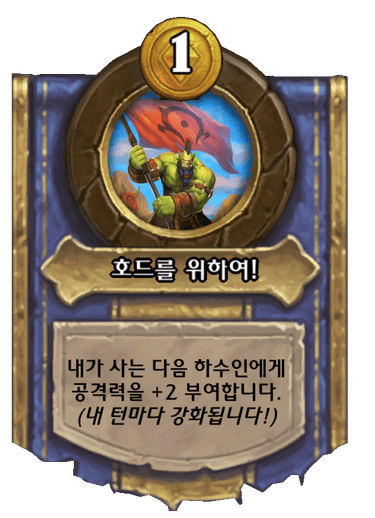 1
호드를 위하여!
내가 사는 다음 하수인에게
공격력을 +2 부여합니다.
(내 턴마다 강화됩니다!)